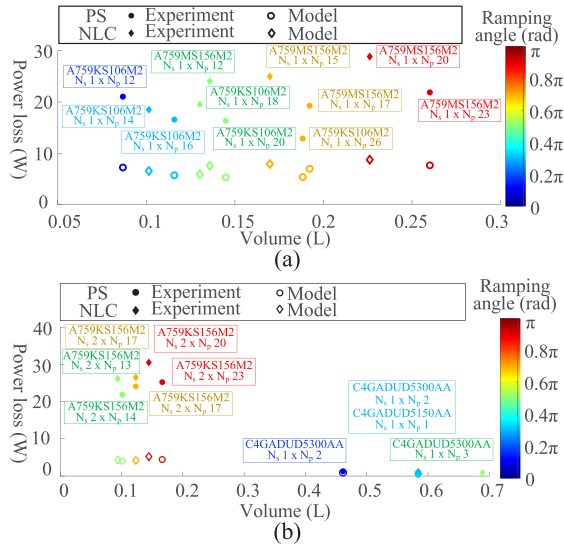 PS Experiment Model
NLC Experiment Model
Ramping
angle (rad)
Power loss (W)
30
20
10
0
A759MS156M2
Ns 1 x Np 12
A759MS156M2
Ns 1 x Np 15
A759MS156M2
Ns 1 x Np 20
A759KS106M2
Ns 1 x Np 12
A759KS106M2
Ns 1 x Np 18
A759MS156M2
Ns 1 x Np 17
A759MS156M2
Ns 1 x Np 23
A759KS106M2
Ns 1 x Np 14
A759KS106M2
Ns 1 x Np 16
A759KS106M2
Ns 1 x Np 20
A759KS106M2
Ns 1 x Np 26
0.05 0.1 0.15 0.2 0.25 0.3
Volume (L)
π
0.8π
0.6π
0.4π
0.2π
0
(a)
PS Experiment Model
NLC Experiment Model
Ramping
angle (rad)
Power loss (W)
40
30
20
10
0
A759KS156M2
Ns 2 x Np 17
A759KS156M2
Ns 2 x Np 20
A759KS156M2
Ns 2 x Np 13
A759KS156M2
Ns 2 x Np 23
A759KS156M2
Ns 2 x Np 14
A759KS156M2
Ns 2 x Np 17
C4GADUD5300AA
Ns 1 x Np 2
C4GADUD5150AA
Ns 1 x Np 1
C4GADUD5300AA
Ns 1 x Np 2
C4GADUD5300AA
Ns 1 x Np 3
0 0.1 0.2 0.3 0.4 0.5 0.6 0.7
Volume (L)
π
0.8π
0.6π
0.4π
0.2π
0
(b)